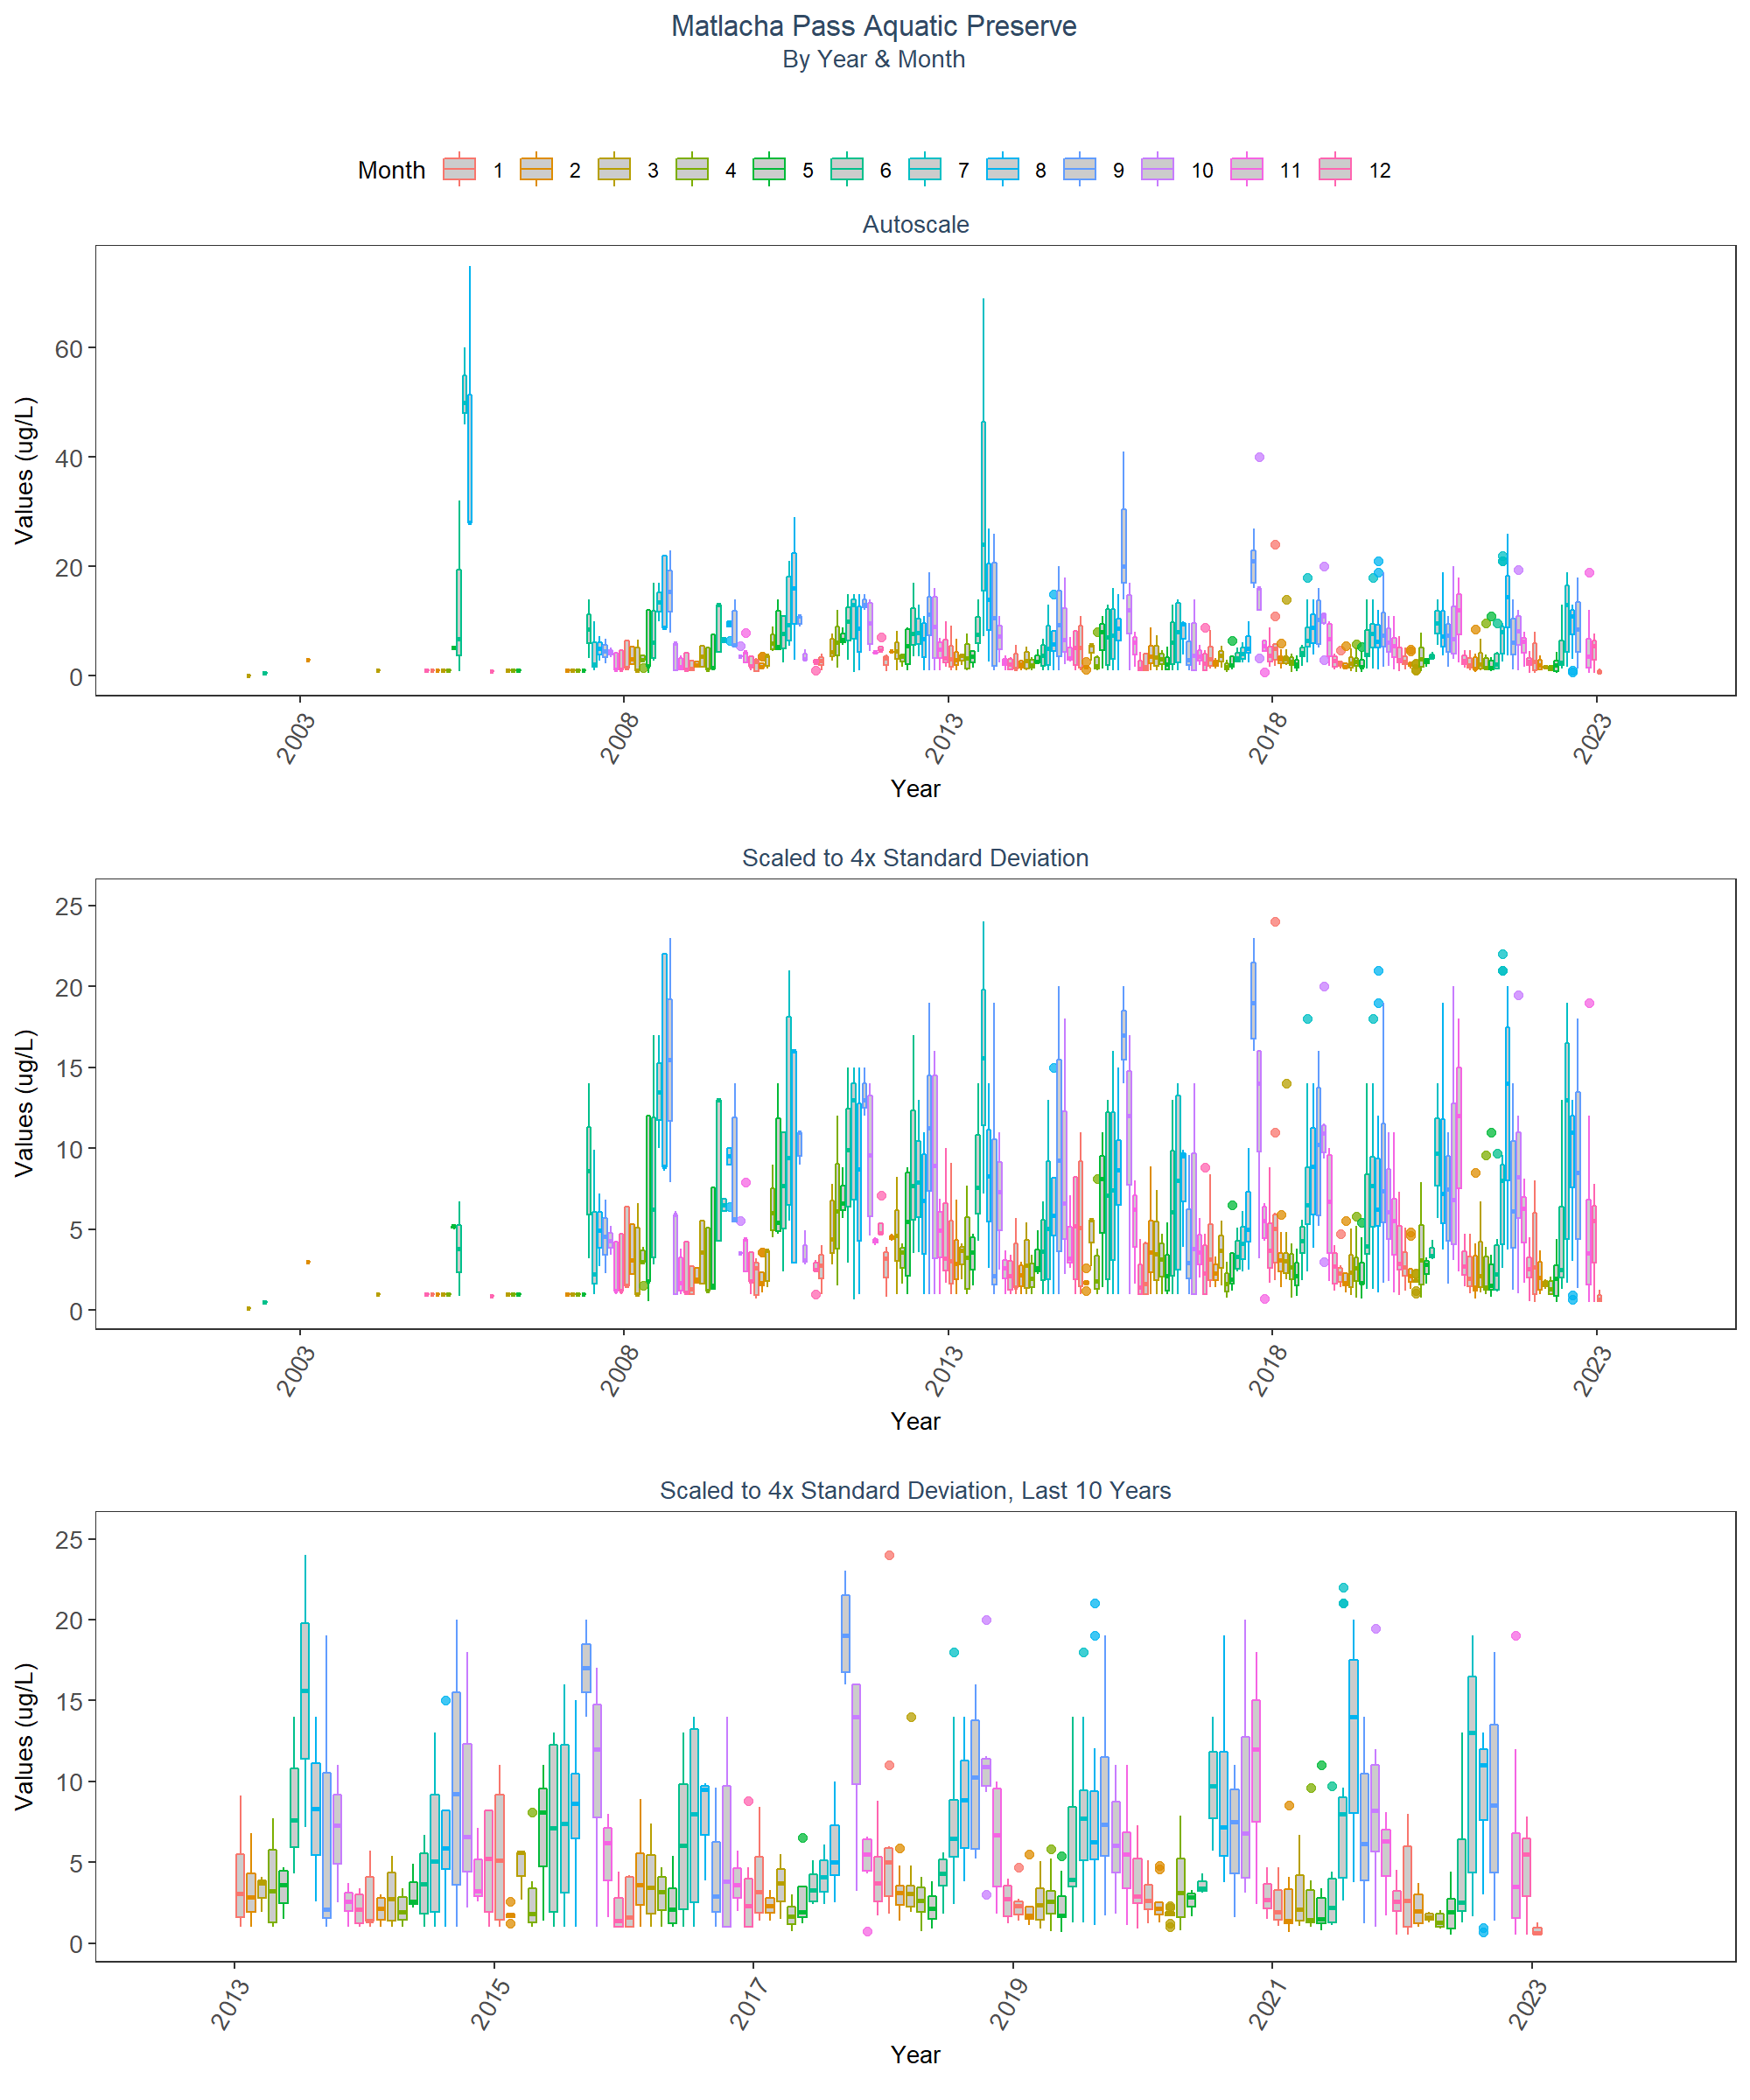 Matlacha Pass Aquatic Preserve
By Year & Month
Month 1 2 3 4 5 6 7 8 9 10 11 12
Autoscale
Values (ug/L)
60
40
20
0
2003 2008 2013 2018 2023
Year
Scaled to 4x Standard Deviation
Values (ug/L)
25
20
15
10
5
0
2003 2008 2013 2018 2023
Year
Scaled to 4x Standard Deviation, Last 10 Years
Values (ug/L)
25
20
15
10
5
0
2013 2015 2017 2019 2021 2023
Year